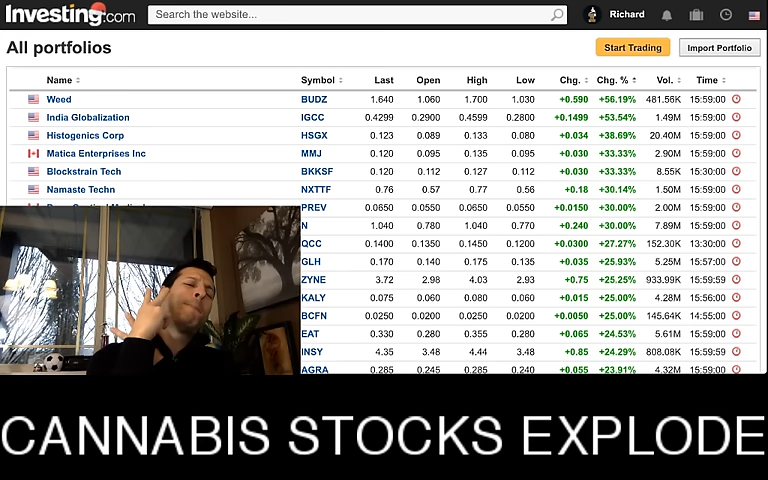 Investing.com Search the website... Richard
All portfolios Start Trading Import Portfolio
Name Symbol Last Open High Low Chg. Chg. % Vol. Time
Weed BUDZ 1.640 1.060 1.700 1.030 +0.590 +56.19% 481.56K 15:59:00
India Globalization IGCC 0.4299 0.2900 0.4599 0.2800 +0.1499 +53.54% 1.49M 15:59:00
Histogenics Corp HSGX 0.123 0.089 0.133 0.080 +0.034 +38.69% 20.40M 15:59:00
Matica Enterprises Inc MMJ 0.120 0.095 0.135 0.095 +0.030 +33.33% 2.90M 15:59:00
Blockstrain Tech BKKSF 0.120 0.112 0.127 0.112 +0.030 +33.33% 8.55K 15:30:00
Namaste Techn NXTTF 0.76 0.57 0.77 0.56 +0.18 +30.14% 1.50M 15:59:00
PREV 0.0650 0.0550 0.0650 0.0550 +0.0150 +30.00% 2.00M 15:59:00
N 1.040 0.780 1.040 0.770 +0.240 +30.00% 7.89M 15:59:00
QCC 0.1400 0.1350 0.1450 0.1200 +0.0300 +27.27% 152.30K 13:30:00
GLH 0.170 0.140 0.175 0.135 +0.035 +25.93% 5.25M 15:57:00
ZYNE 3.72 2.98 4.03 2.93 +0.75 +25.25% 933.99K 15:59:59
KALY 0.075 0.060 0.080 0.060 +0.015 +25.00% 4.28M 15:56:00
BCFN 0.0250 0.0200 0.0250 0.0200 +0.0050 +25.00% 145.64K 14:55:00
EAT 0.330 0.280 0.355 0.280 +0.065 +24.53% 5.61M 15:59:00
INSY 4.35 3.48 4.44 3.48 +0.85 +24.29% 808.08K 15:59:59
AGRA 0.285 0.245 0.285 0.240 +0.055 +23.91% 4.32M 15:59:00
CANNABIS STOCKS EXPLODE